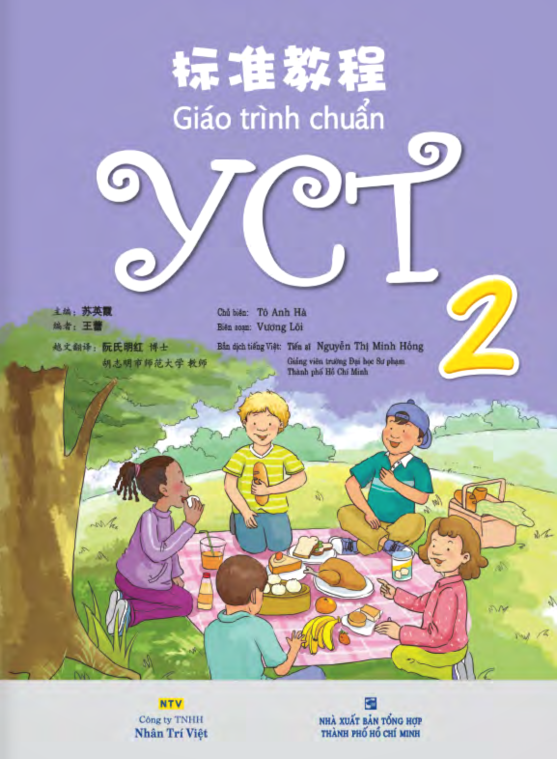 标准教程
Giáo trình chuẩn
YCT
2
主编：苏英霞
编者：王蕾
越文翻译：阮氏明红 博士
胡志明市师范大学 教师
Chủ biên: Tô Anh Hà
Biên soạn: Vương Lôi
Bản dịch tiếng Việt: Tiến sĩ Nguyễn Thị Minh Hồng
Giảng viên trường Đại học Sư phạm
Thành phố Hồ Chí Minh
NTV
Công ty TNHH
Nhân Trí Việt
NHÀ XUẤT BẢN TỔNG HỢP
THÀNH PHỐ HỒ CHÍ MINH